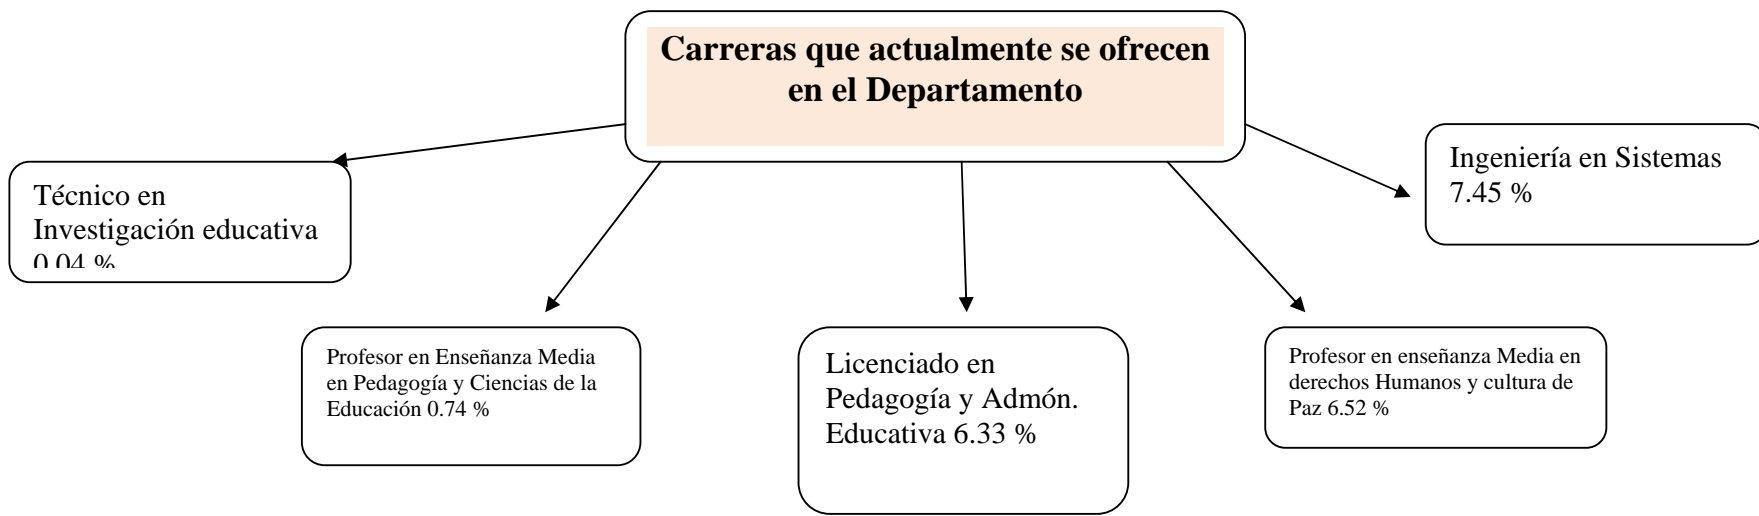 Carreras que actualmente se ofrecen
en el Departamento
Técnico en
Investigación educativa
0.04 %
Profesor en Enseñanza Media
en Pedagogía y Ciencias de la
Educación 0.74 %
Licenciado en
Pedagogía y Admón.
Educativa 6.33 %
Profesor en enseñanza Media en
derechos Humanos y cultura de
Paz 6.52 %
Ingeniería en Sistemas
7.45 %